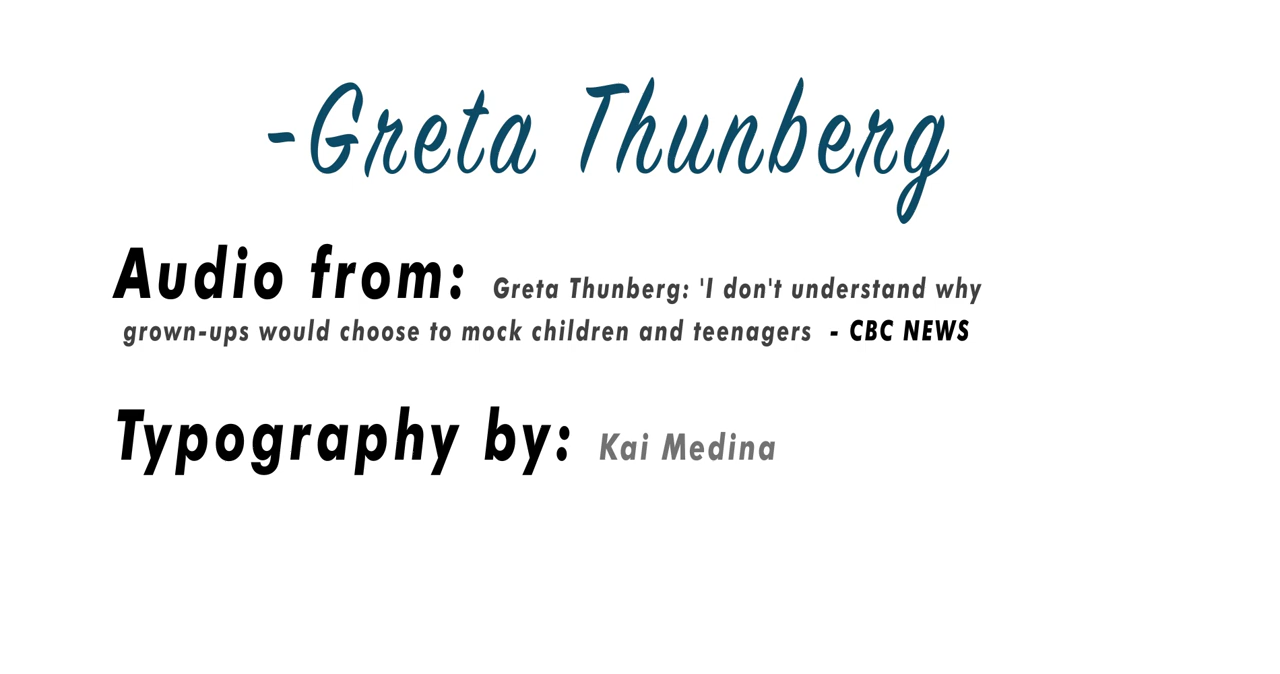 -Greta Thunberg
Audio from: Greta Thunberg: 'I don't understand why
grown-ups would choose to mock children and teenagers - CBC NEWS
Typography by: Kai Medina